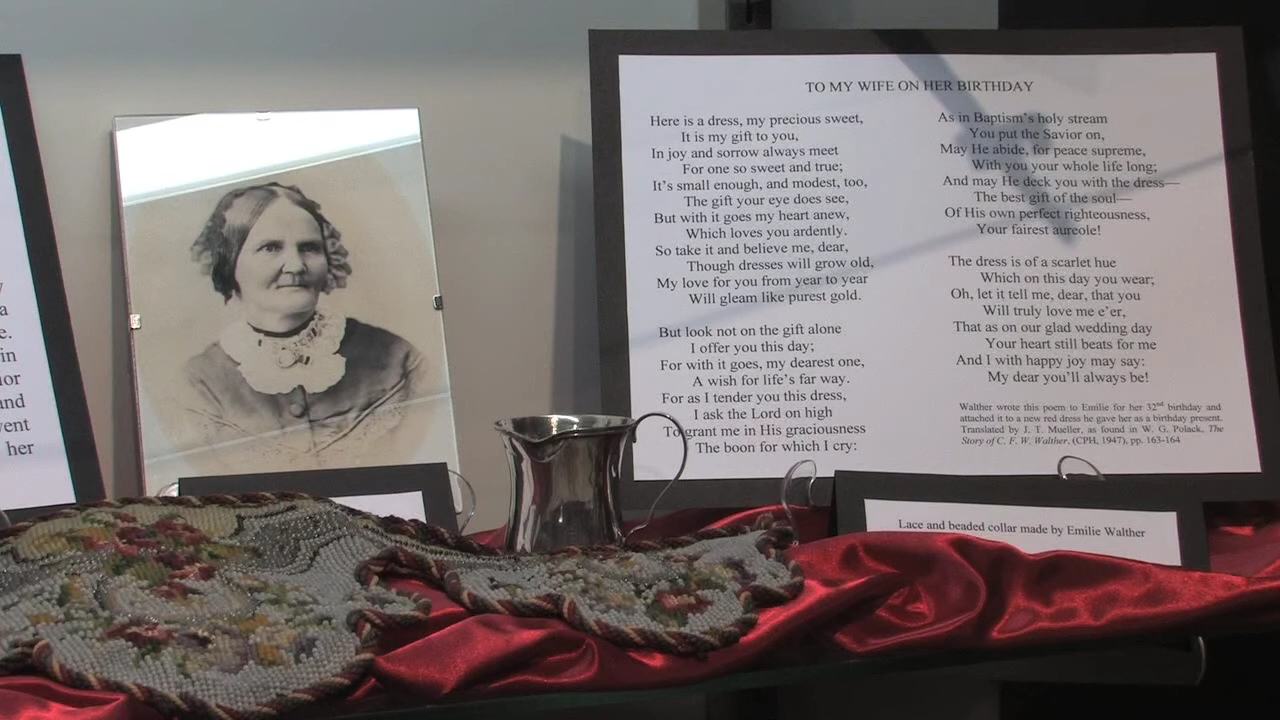 a
e.
in
and
her
TO MY WIFE ON HER BIRTHDAY
Here is a dress, my precious sweet,
It is my gift to you,
In joy and sorrow always meet
For one so sweet and true;
It's small enough, and modest, too,
The gift your eye does see,
But with it goes my heart anew,
Which loves you ardently.
So take it and believe me, dear,
Though dresses will grow old,
My love for you from year to year
Will gleam like purest gold.
But look not on the gift alone
I offer you this day;
For with it goes, my dearest one,
A wish for life's far way.
For as I tender you this dress,
I ask the Lord on high
To grant me in His graciousness
The boon for which I cry:
As in Baptism's holy stream
You put the Savior on,
May He abide, for peace supreme,
With you your whole life long;
And may He deck you with the dress—
The best gift of the soul—
Of His own perfect righteousness,
Your fairest aureole!
The dress is of a scarlet hue
Which on this day you wear;
Oh, let it tell me, dear, that you
Will truly love me e'er,
That as on our glad wedding day
Your heart still beats for me
And I with happy joy may say:
My dear you'll always be!
Walther wrote this poem to Emilie for her 32nd birthday and
attached it to a new red dress he gave her as a birthday present.
Translated by J. T. Mueller, as found in W. G. Polack, The
Story of C. F. W. Walther. (CPH, 1947), pp. 163-164
Lace and beaded collar made by Emilie Walther